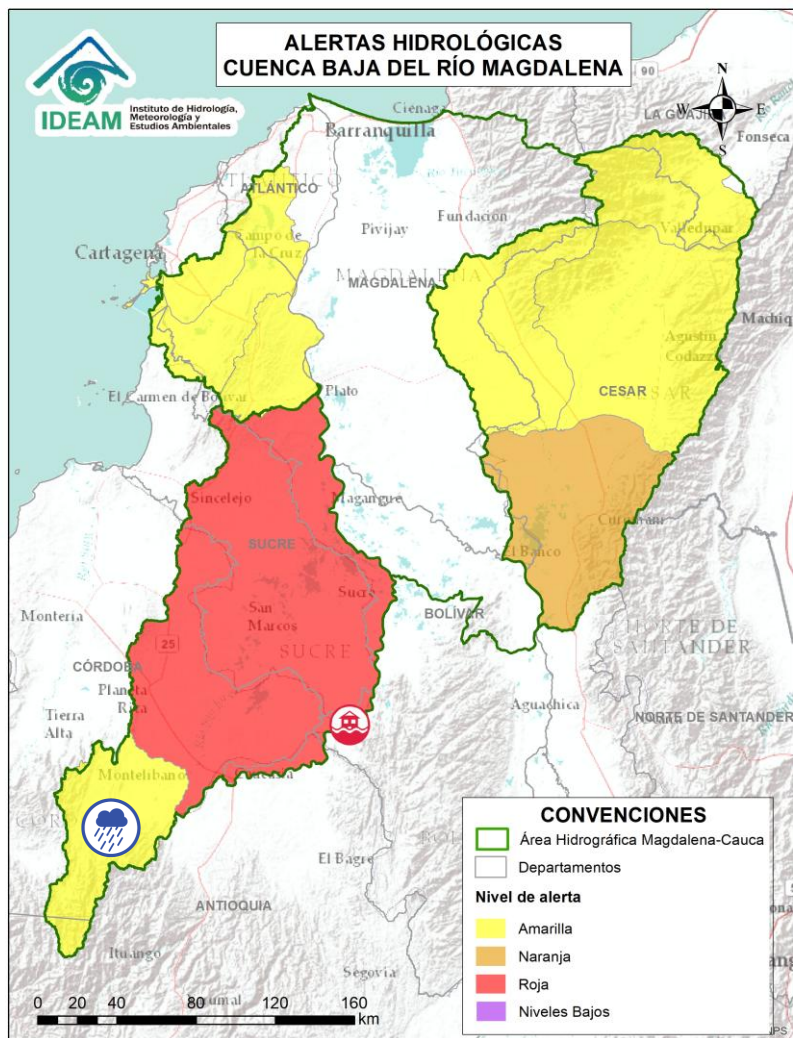 ALERTAS HIDROLÓGICAS
CUENCA BAJA DEL RÍO MAGDALENA
IDEAM
Instituto de Hidrología,
Meteorología y
Estudios Ambientales
90
N
W
E
S
LA GUAJIRA
Fonseca
Ciénaga
Barranquilla
ATLÁNTICO
Campo de
la Cruz
Pivijay
Fundación
Valledupar
Cartagena
MAGDALENA
MAGDALENA
Machiq
Agustín
Codazzi
CESAR
El Carmen de Bolívar
Plato
Sincelejo
Magangue
SUCRE
El Banco
Montería
San
Marcos
Sucre
SUCRE
BOLÍVAR
NORTE DE
SANTANDER
25
CÓRDOBA
Planeta
Rica
Tierra
Alta
Aguachica
NORTE DE SANTANDER
Montelibano
Caucasia
El Bagre
ANTIOQUIA
Ituango
Segovia
CONVENCIONES
Área Hidrográfica Magdalena-Cauca
Departamentos
Nivel de alerta
Amarilla
Naranja
Roja
Niveles Bajos
0 20 40 80 120 160
km